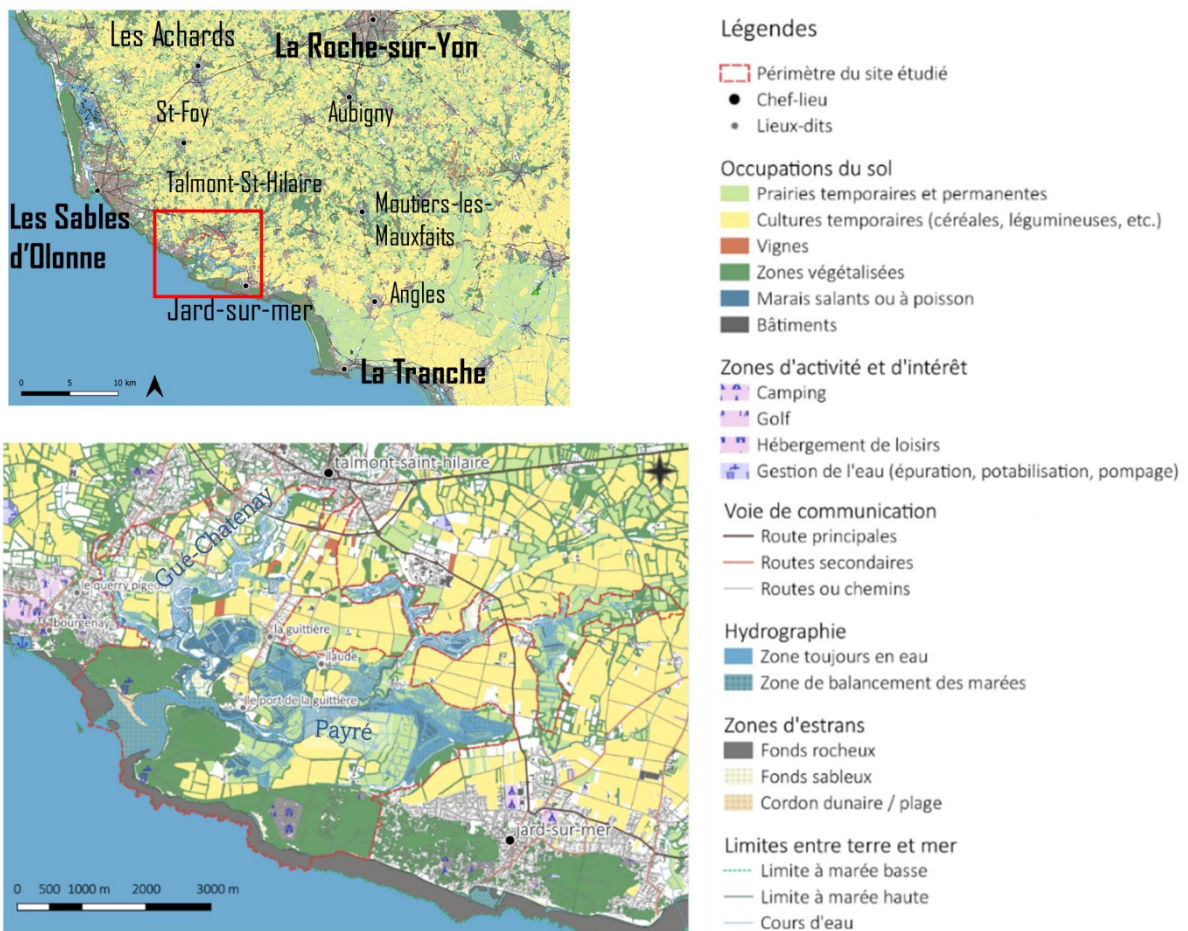 Les Achards
La Roche-sur-Yon
St-Foy
Aubigny
Talmont-St-Hilaire
Moutiers-les-
Mauxfaits
Les Sables
d'Olonne
Angles
Jard-sur-mer
La Tranche
0 5 10 km
talmont-saint-hilaire
Gué-Chatenay
le querry pigeon
bourgenay
la guittière
ilaude
ile port de la guittière
Payré
jard-sur-mer
0 500 1000 m 2000 3000 m
Légendes
Périmètre du site étudié
Chef-lieu
Lieux-dits
Occupations du sol
Prairies temporaires et permanentes
Cultures temporaires (céréales, légumineuses, etc.)
Vignes
Zones végétalisées
Marais salants ou à poisson
Bâtiments
Zones d'activité et d'intérêt
Camping
Golf
Hébergement de loisirs
Gestion de l'eau (épuration, potabilisation, pompage)
Voie de communication
Route principales
Routes secondaires
Routes ou chemins
Hydrographie
Zone toujours en eau
Zone de balancement des marées
Zones d'estrans
Fonds rocheux
Fonds sableux
Cordon dunaire / plage
Limites entre terre et mer
Limite à marée basse
Limite à marée haute
Cours d'eau